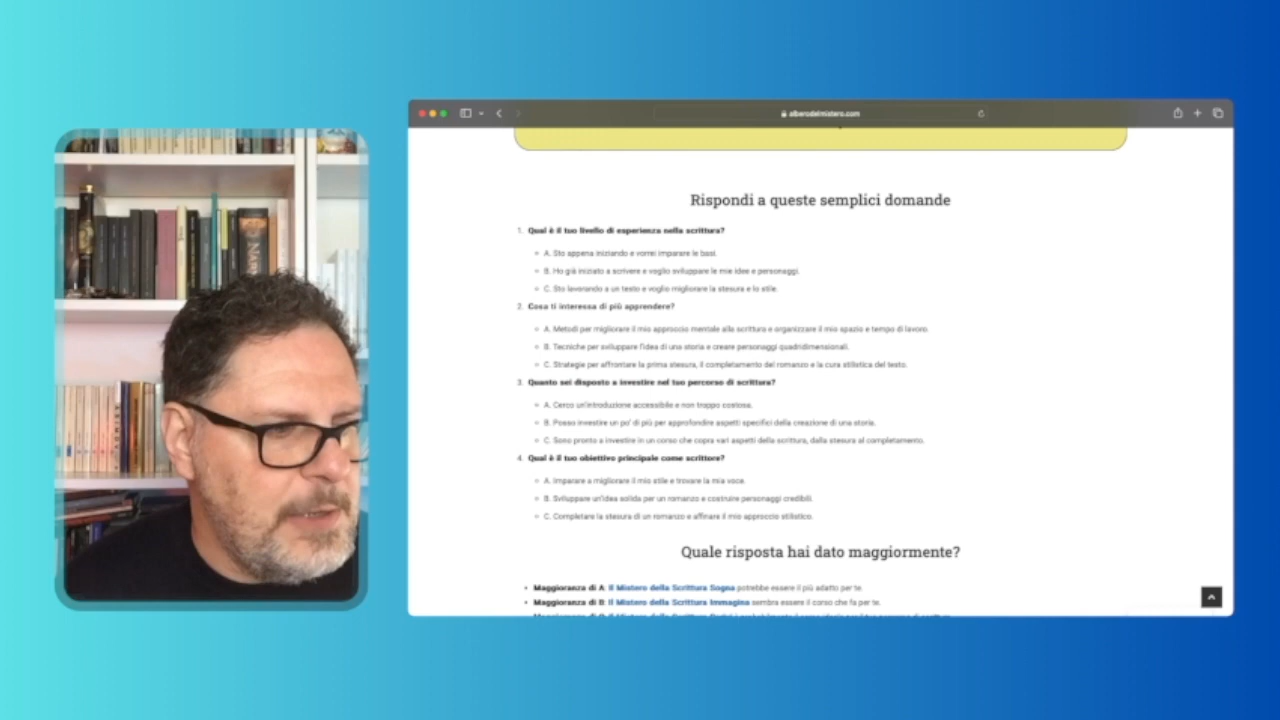 alberodelmistero.com
Rispondi a queste semplici domande
1. Qual è il tuo livello di esperienza nella scrittura?
A. Sto appena iniziando e vorrei imparare le basi.
B. Ho già iniziato a scrivere e voglio sviluppare le mie idee e personaggi.
C. Sto lavorando a un testo e voglio migliorare la stesura e lo stile.
2. Cosa ti interessa di più apprendere?
A. Metodi per migliorare il mio approccio mentale alla scrittura e organizzare il mio spazio e tempo di lavoro.
B. Tecniche per sviluppare l'idea di una storia e creare personaggi quadridimensionali.
C. Strategie per affrontare la prima stesura, il completamento del romanzo e la cura stilistica del testo.
3. Quanto sei disposto a investire nel tuo percorso di scrittura?
A. Cerco un'introduzione accessibile e non troppo costosa.
B. Posso investire un po' di più per approfondire aspetti specifici della creazione di una storia.
C. Sono pronto a investire in un corso che copra vari aspetti della scrittura, dalla stesura al completamento.
4. Qual è il tuo obiettivo principale come scrittore?
A. Imparare a migliorare il mio stile e trovare la mia voce.
B. Sviluppare un'idea solida per un romanzo e costruire personaggi credibili.
C. Completare la stesura di un romanzo e affinare il mio approccio stilistico.
Quale risposta hai dato maggiormente?
Maggioranza di A: Il Mistero della Scrittura Sogna potrebbe essere il più adatto per te.
Maggioranza di B: Il Mistero della Scrittura Immagina sembra essere il corso che fa per te.